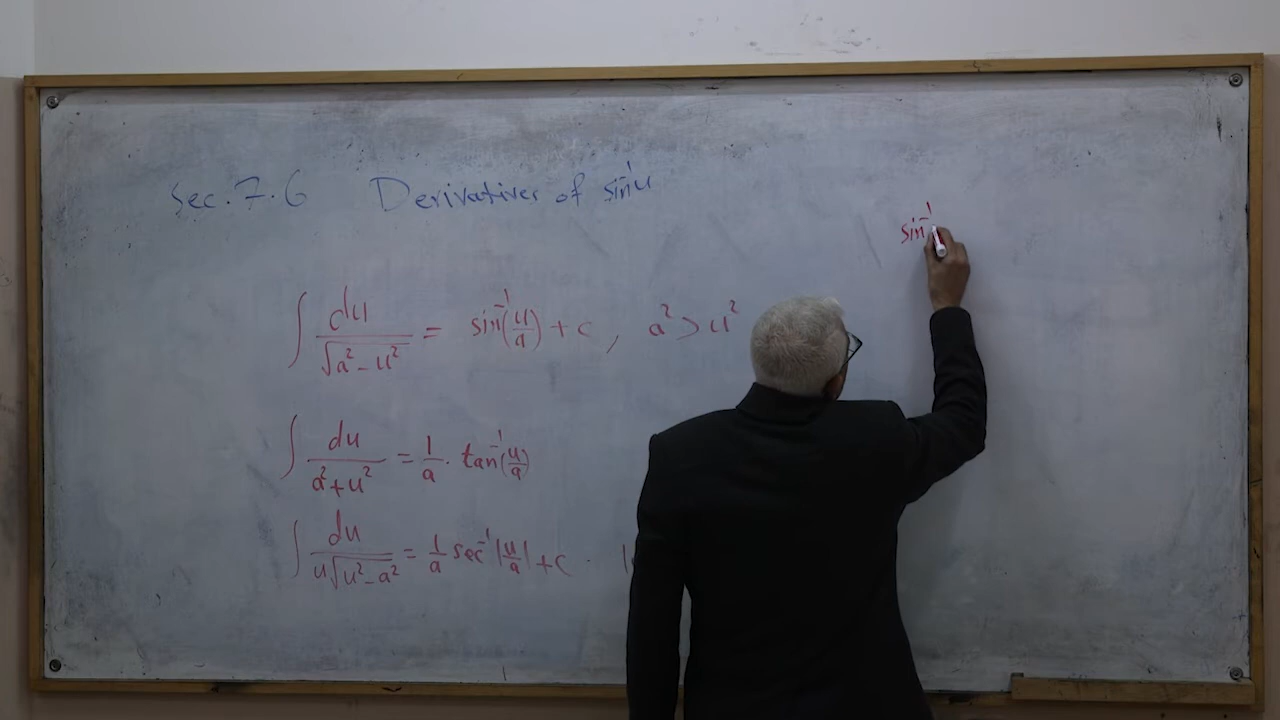 Sec. 7.6 Derivatives of sin⁻¹u
∫ du/√(a² - u²) = sin⁻¹(u/a) + c , a² > u²
∫ du/(a² + u²) = 1/a · tan⁻¹(u/a)
∫ du/(u√(u² - a²)) = 1/a sec⁻¹|u/a| + c ·
sin⁻¹